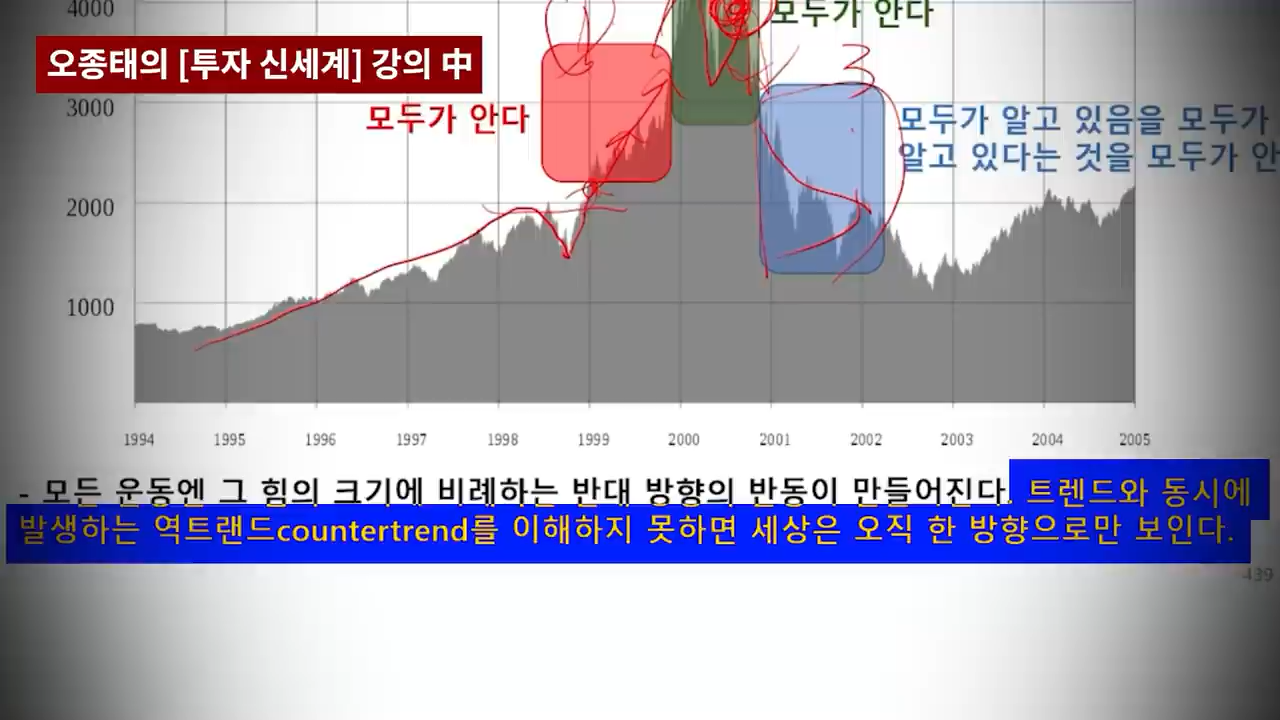 4000
모두가 안다
오종태의 [투자 신세계] 강의 中
3
3000
모두가 안다
모두가 알고 있음을 모두가
알고 있다는 것을 모두가 안
2000
1000
1994 1995 1996 1997 1998 1999 2000 2001 2002 2003 2004 2005
- 모든 운동엔 그 힘의 크기에 비례하는 반대 방향의 반동이 만들어진다. 트렌드와 동시에
발생하는 역트랜드countertrend를 이해하지 못하면 세상은 오직 한 방향으로만 보인다.
439